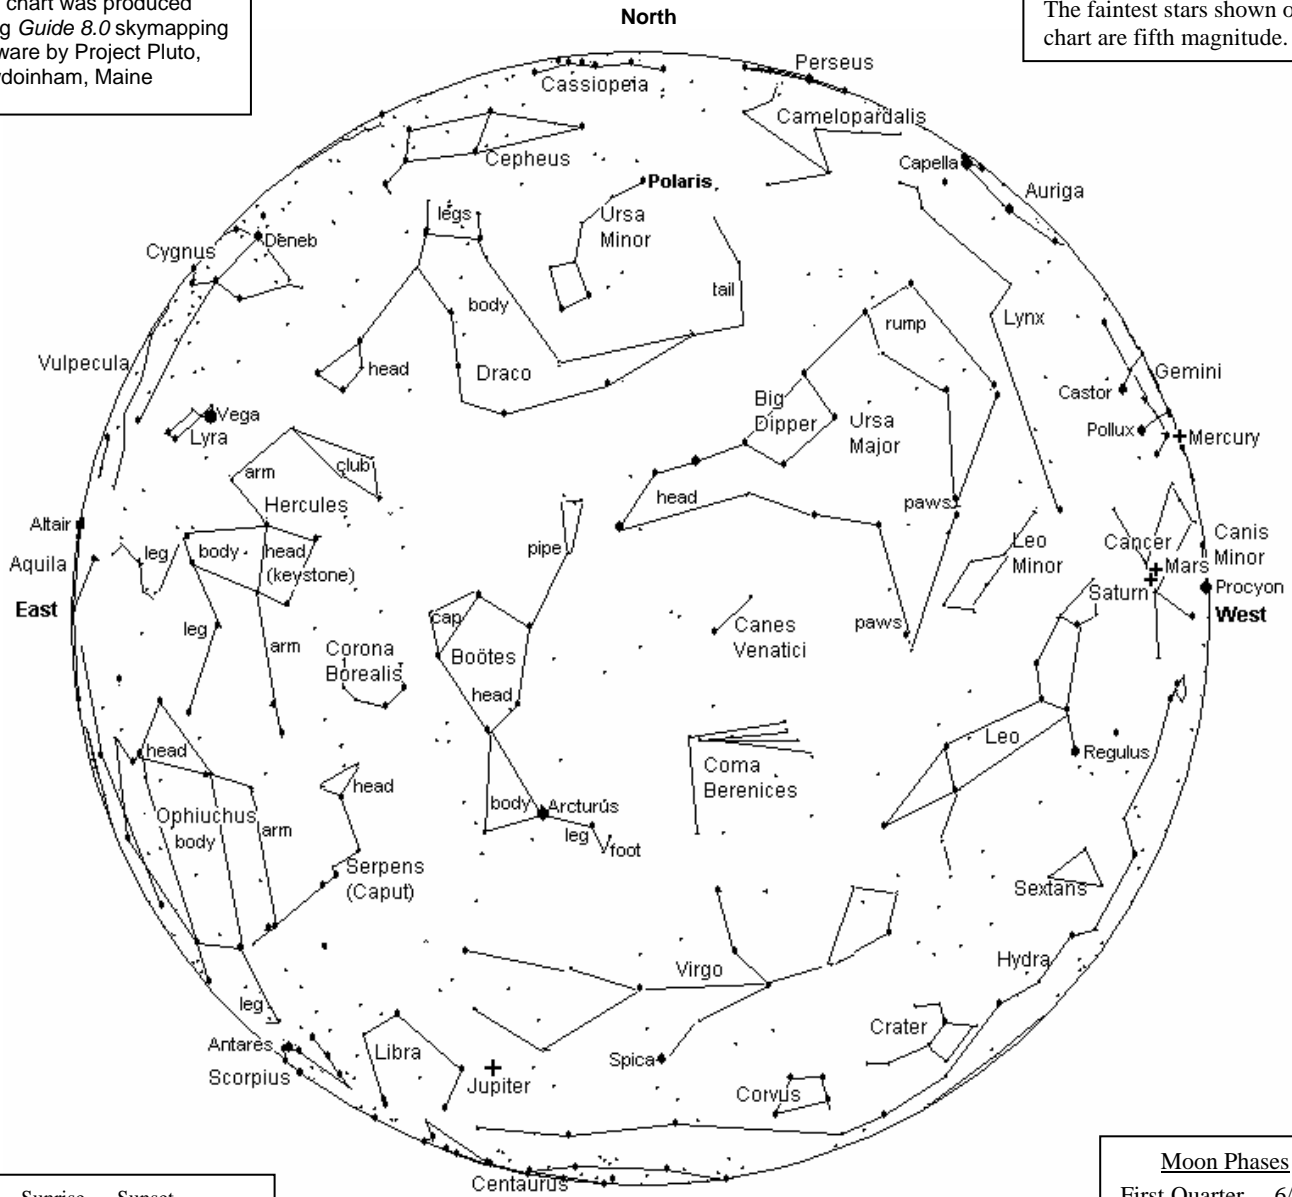 chart was produced
Guide 8.0 skymapping
ware by Project Pluto,
doinham, Maine
North
The faintest stars shown o
chart are fifth magnitude.
Perseus
Cassiopeia
Camelopardalis
Cepheus
Capella
Polaris
Auriga
legs
Ursa
Minor
Cygnus
Deneb
tail
body
Lynx
rump
Vulpecula
head
Draco
Gemini
Castor
Big
Dipper
Ursa
Major
Vega
Lyra
Pollux
Mercury
arm
club
Hercules
head
paws
Altair
Aquila
leg
body
head
(keystone)
pipe
Leo
Minor
Cancer
Canis
Minor
Mars
Saturn
Procyon
East
West
cap
leg
arm
Corona
Borealis
Boötes
Canes
Venatici
paws
head
head
Leo
Regulus
Coma
Berenices
head
Ophiuchus
body
arm
body
Arcturus
leg
foot
Serpens
(Caput)
Sextans
Virgo
Hydra
leg
Crater
Antares
Libra
Spica
Scorpius
Jupiter
Corvus
Centaurus
Moon Phases
First Quarter 6/
Sunrise Sunset